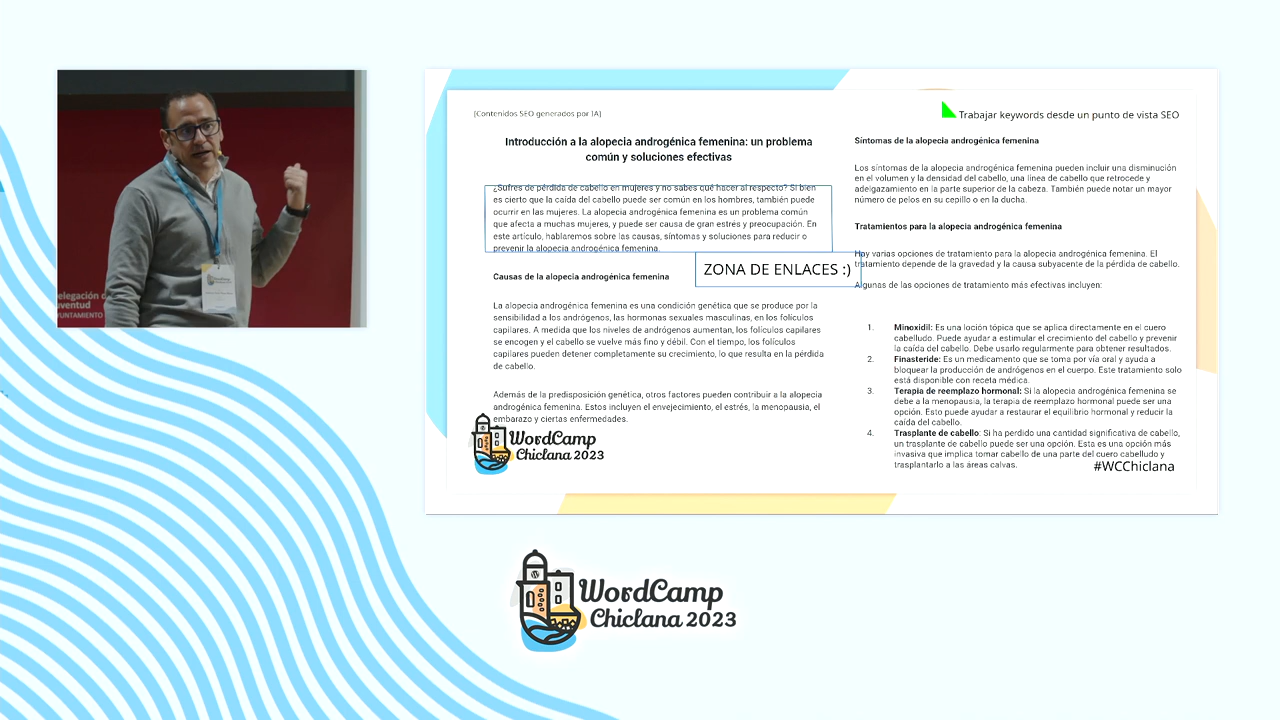 elegación de
uventud
YUNTAMIENTO
[Contenidos SEO generados por IA]
Trabajar keywords desde un punto de vista SEO
Introducción a la alopecia androgénica femenina: un problema
común y soluciones efectivas
¿Sufres de pérdida de cabello en mujeres y no sabes qué hacer al respecto? Si bien
es cierto que la caída del cabello puede ser común en los hombres, también puede
ocurrir en las mujeres. La alopecia androgénica femenina es un problema común
que afecta a muchas mujeres, y puede ser causa de gran estrés y preocupación. En
este artículo, hablaremos sobre las causas, síntomas y soluciones para reducir o
prevenir la alopecia androgénica femenina.
ZONA DE ENLACES :)
Causas de la alopecia androgénica femenina
La alopecia androgénica femenina es una condición genética que se produce por la
sensibilidad a los andrógenos, las hormonas sexuales masculinas, en los folículos
capilares. A medida que los niveles de andrógenos aumentan, los folículos capilares
se encogen y el cabello se vuelve más fino y débil. Con el tiempo, los folículos
capilares pueden detener completamente su crecimiento, lo que resulta en la pérdida
de cabello.
Además de la predisposición genética, otros factores pueden contribuir a la alopecia
androgénica femenina. Estos incluyen el envejecimiento, el estrés, la menopausia, el
embarazo y ciertas enfermedades.
Síntomas de la alopecia androgénica femenina
Los síntomas de la alopecia androgénica femenina pueden incluir una disminución
en el volumen y la densidad del cabello, una línea de cabello que retrocede y
adelgazamiento en la parte superior de la cabeza. También puede notar un mayor
número de pelos en su cepillo o en la ducha.
Tratamientos para la alopecia androgénica femenina
Hay varias opciones de tratamiento para la alopecia androgénica femenina. El
tratamiento depende de la gravedad y la causa subyacente de la pérdida de cabello.
Algunas de las opciones de tratamiento más efectivas incluyen:
1. Minoxidil: Es una loción tópica que se aplica directamente en el cuero
cabelludo. Puede ayudar a estimular el crecimiento del cabello y prevenir
la caída del cabello. Debe usarlo regularmente para obtener resultados.
2. Finasteride: Es un medicamento que se toma por vía oral y ayuda a
bloquear la producción de andrógenos en el cuerpo. Este tratamiento solo
está disponible con receta médica.
3. Terapia de reemplazo hormonal: Si la alopecia androgénica femenina se
debe a la menopausia, la terapia de reemplazo hormonal puede ser una
opción. Esto puede ayudar a restaurar el equilibrio hormonal y reducir la
caída del cabello.
4. Trasplante de cabello: Si ha perdido una cantidad significativa de cabello,
un trasplante de cabello puede ser una opción. Esta es una opción más
invasiva que implica tomar cabello de una parte del cuero cabelludo y
trasplantarlo a las áreas calvas.
WordCamp
Chiclana 2023
#WCChiclana
WordCamp
Chiclana 2023